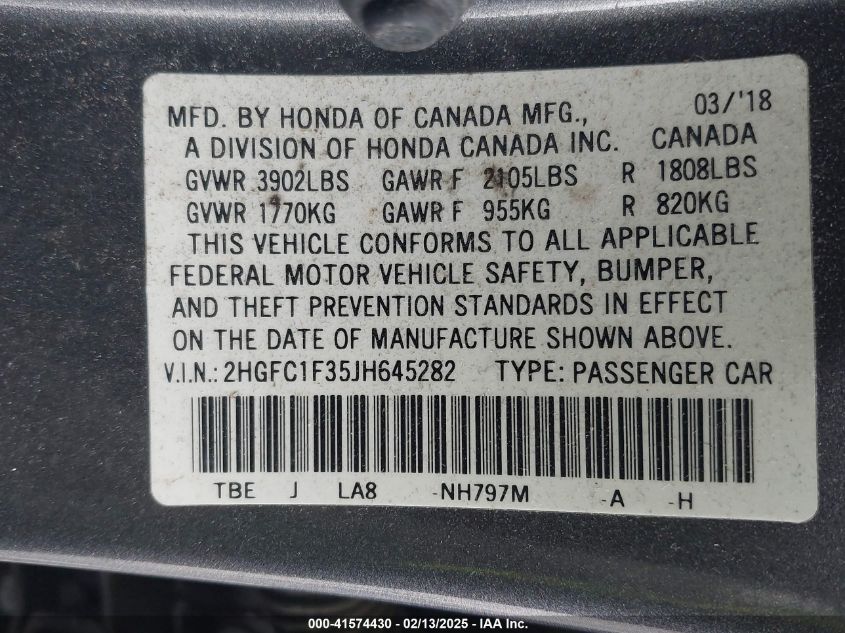 MFD. BY HONDA OF CANADA MFG., 03/'18
A DIVISION OF HONDA CANADA INC. CANADA
GVWR 3902LBS GAWR F 2105LBS R 1808LBS
GVWR 1770KG GAWR F 955KG R 820KG
THIS VEHICLE CONFORMS TO ALL APPLICABLE
FEDERAL MOTOR VEHICLE SAFETY, BUMPER,
AND THEFT PREVENTION STANDARDS IN EFFECT
ON THE DATE OF MANUFACTURE SHOWN ABOVE.
V.I.N.: 2HGFC1F35JH645282 TYPE: PASSENGER CAR
TBE J LA8 -NH797M -A -H
000-41574430 - 02/13/2025 - IAA Inc.